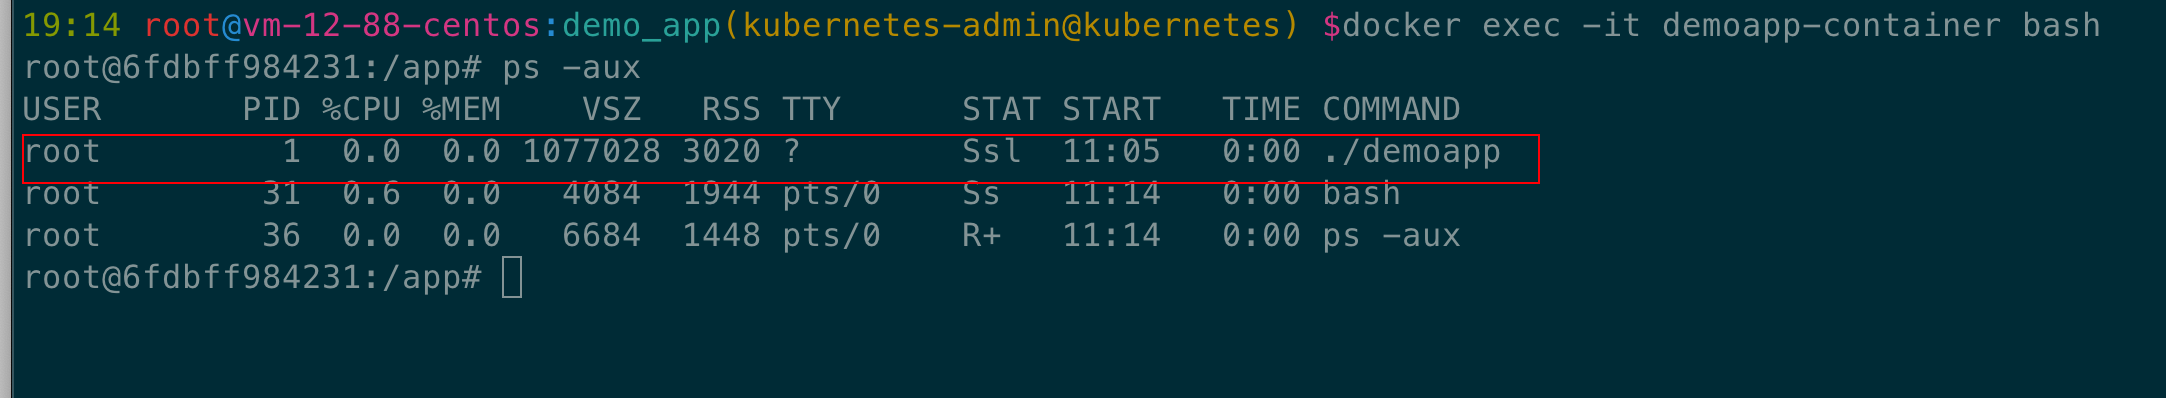 19:14 root@vm-12-88-centos:demo_app(kubernetes-admin@kubernetes) $docker exec -it demoapp-container bash
root@6fdbff984231:/app# ps -aux
USER       PID %CPU %MEM    VSZ   RSS TTY      STAT START   TIME COMMAND
root         1  0.0  0.0 1077028 3020 ?        Ssl  11:05   0:00 ./demoapp
root        31  0.6  0.0   4084  1944 pts/0    Ss   11:14   0:00 bash
root        36  0.0  0.0   6684  1448 pts/0    R+   11:14   0:00 ps -aux
root@6fdbff984231:/app#